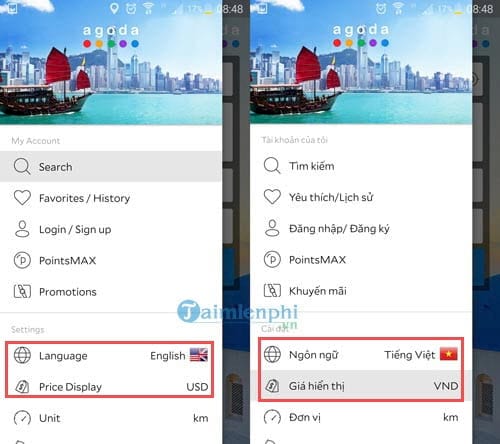 17% 08:48
agoda
My Account
Search
Favorites / History
Login / Sign up
PointsMAX
Promotions
Settings
Language English
Price Display USD
Unit km
17% 08:48
agoda
Tài khoản của tôi
Tìm kiếm
Yêu thích/Lịch sử
Đăng nhập/ Đăng ký
PointsMAX
Khuyến mãi
Cài đặt
Ngôn ngữ Tiếng Việt
Giá hiển thị VND
Đơn vị km
Taimlenphi
.vn